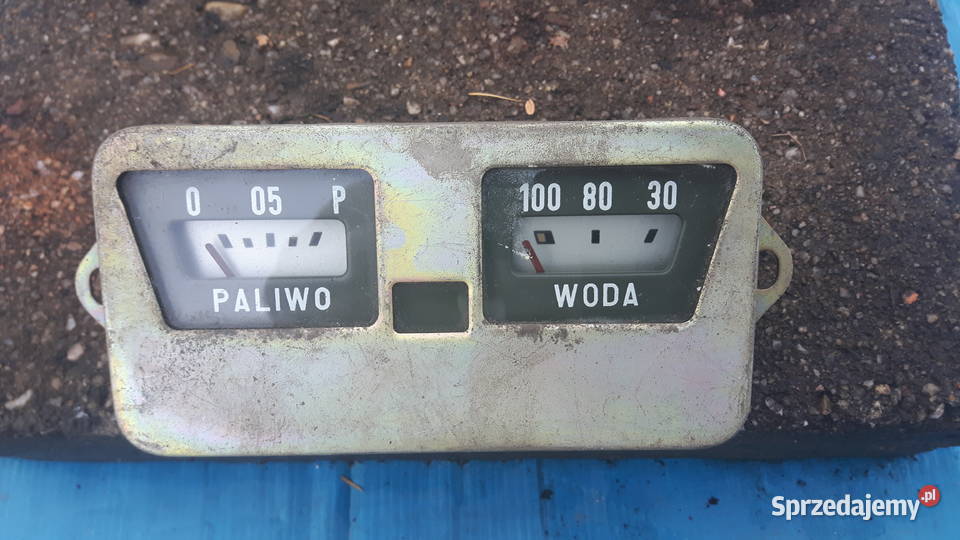 0 05 P
PALIWO
100 80 30
WODA
Sprzedajemy.pl